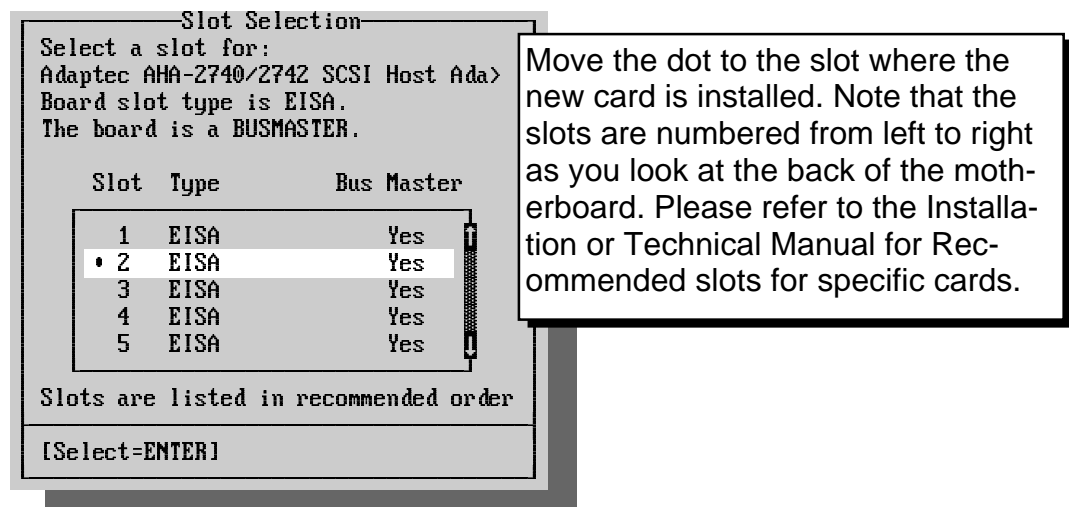 Slot Selection
Select a slot for:
Adaptec AHA-2740/2742 SCSI Host Ada>
Board slot type is EISA.
The board is a BUSMASTER.
Slot Type Bus Master
1 EISA Yes
• 2 EISA Yes
3 EISA Yes
4 EISA Yes
5 EISA Yes
Slots are listed in recommended order
[Select=ENTER]
Move the dot to the slot where the
new card is installed. Note that the
slots are numbered from left to right
as you look at the back of the moth-
erboard. Please refer to the Installa-
tion or Technical Manual for Rec-
ommended slots for specific cards.